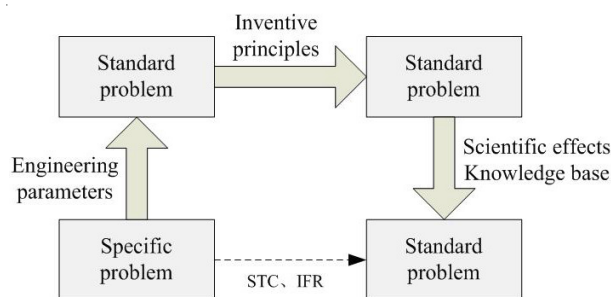 Inventive
principles
Standard
problem
Standard
problem
Engineering
parameters
Scientific effects
Knowledge base
Specific
problem
STC、IFR
Standard
problem